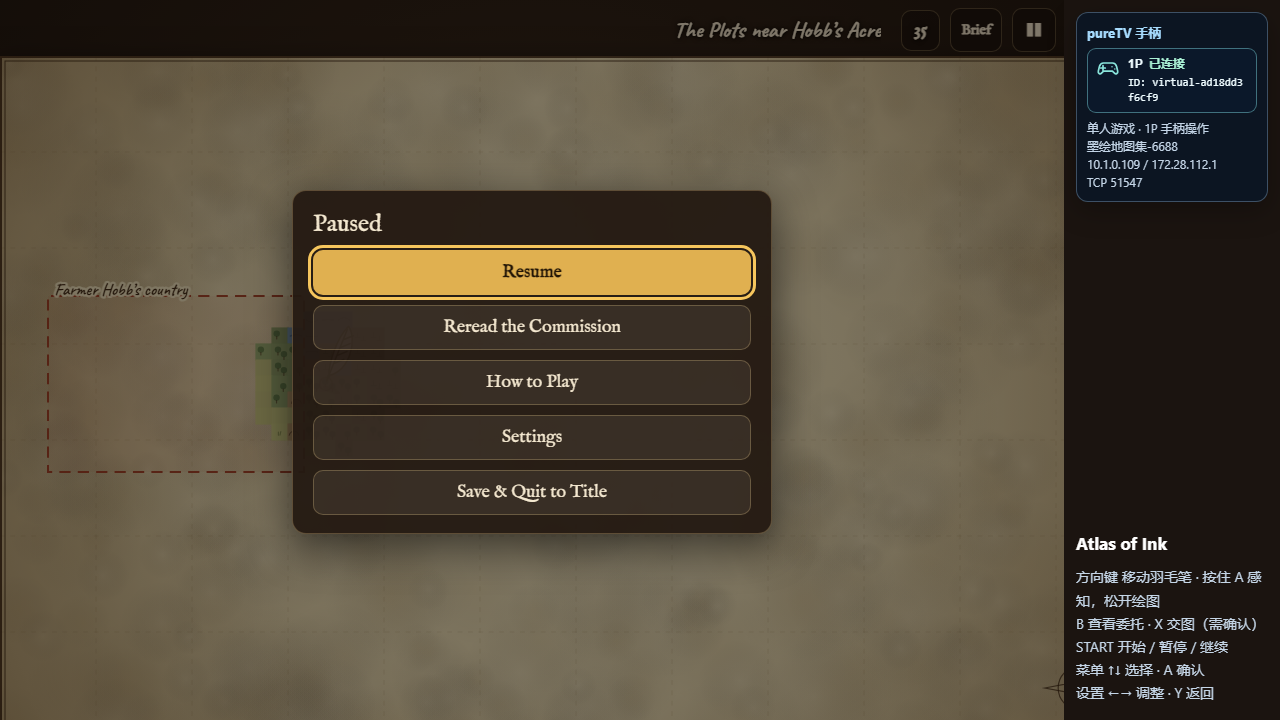 The Plots near Hobb's Acre
35
Brief
pureTV 手柄
1P 已连接
ID: virtual-ad18dd3
f6cf9
单人游戏 · 1P 手柄操作
墨绘地图集-6688
10.1.0.109 / 172.28.112.1
TCP 51547
Paused
Resume
Reread the Commission
How to Play
Settings
Save & Quit to Title
Farmer Hobb's country
Atlas of Ink
方向键 移动羽毛笔 · 按住 A 感
知，松开绘图
B 查看委托 · X 交图（需确认）
START 开始 / 暂停 / 继续
菜单 ↑↓ 选择 · A 确认
设置 ←→ 调整 · Y 返回